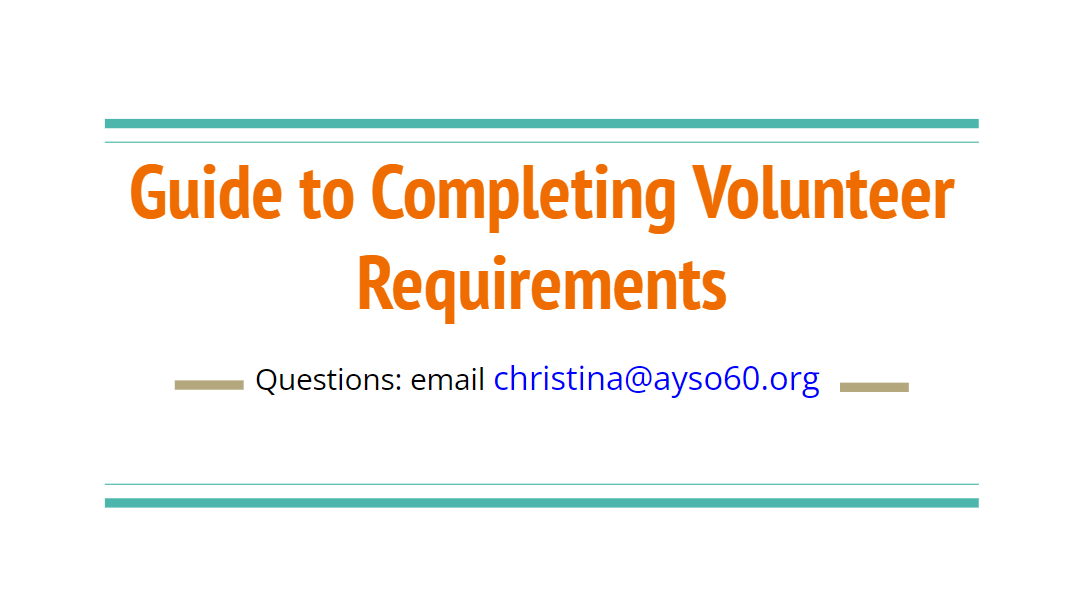 Guide to Completing Volunteer
Requirements
Questions: email christina@ayso60.org